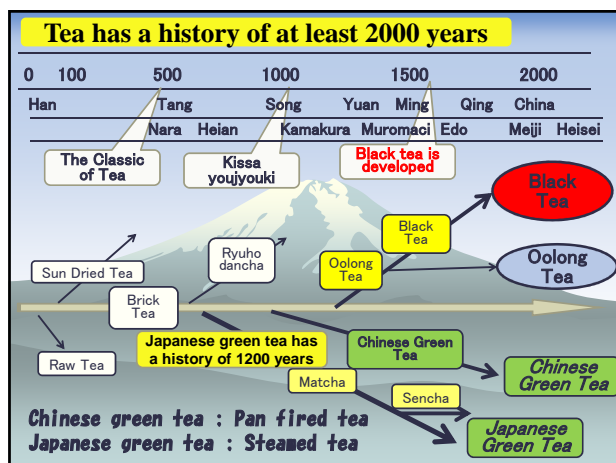 Tea has a history of at least 2000 years
0 100 500 1000 1500 2000
Han Tang Song Yuan Ming Qing China
Nara Heian Kamakura Muromaci Edo Meiji Heisei
The Classic
of Tea
Kissa
youjyouki
Black tea is
developed
Black
Tea
Black
Tea
Ryuho
dancha
Oolong
Tea
Oolong
Tea
Sun Dried Tea
Brick
Tea
Raw Tea
Japanese green tea has
a history of 1200 years
Chinese Green
Tea
Chinese
Green Tea
Matcha
Sencha
Japanese
Green Tea
Chinese green tea : Pan fired tea
Japanese green tea : Steamed tea